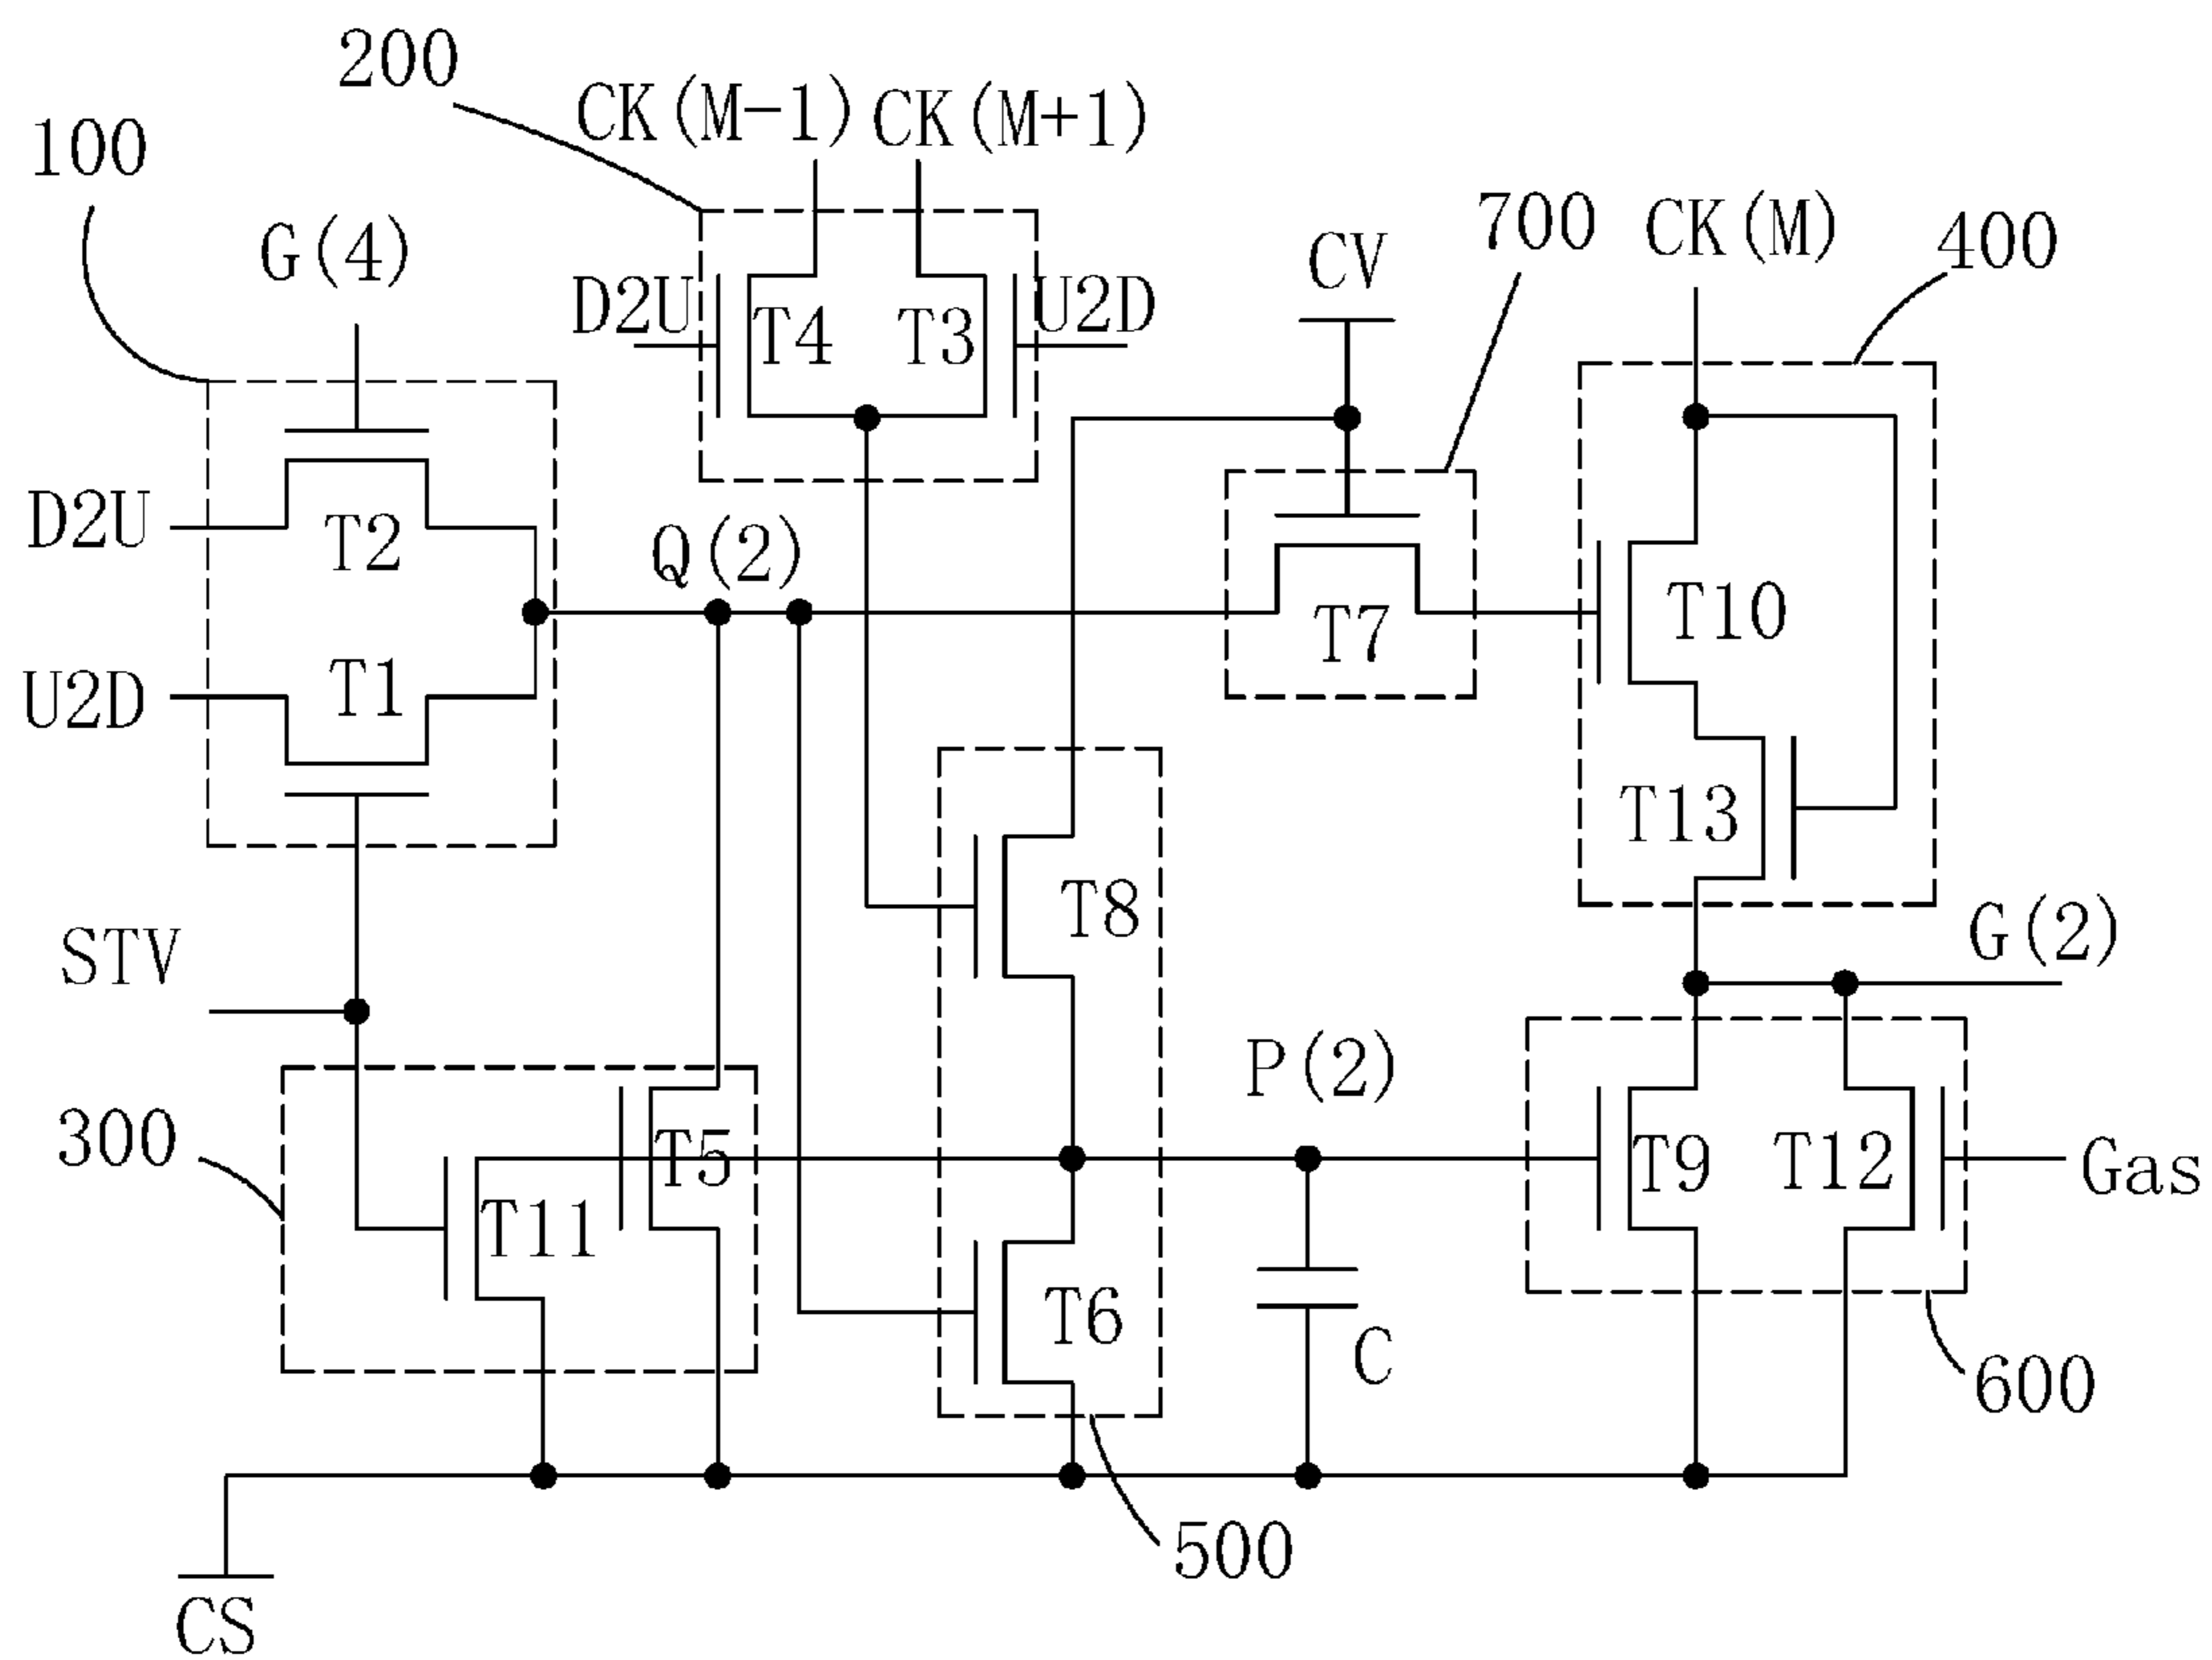 200
CK(M-1)
CK(M+1)
100
G(4)
700
CK(M)
400
CV
D2U
T4
T3
U2D
D2U
T2
Q(2)
T7
T10
U2D
T1
T13
T8
STV
G(2)
P(2)
300
T5
T11
T9
T12
Gas
T6
C
600
500
CS